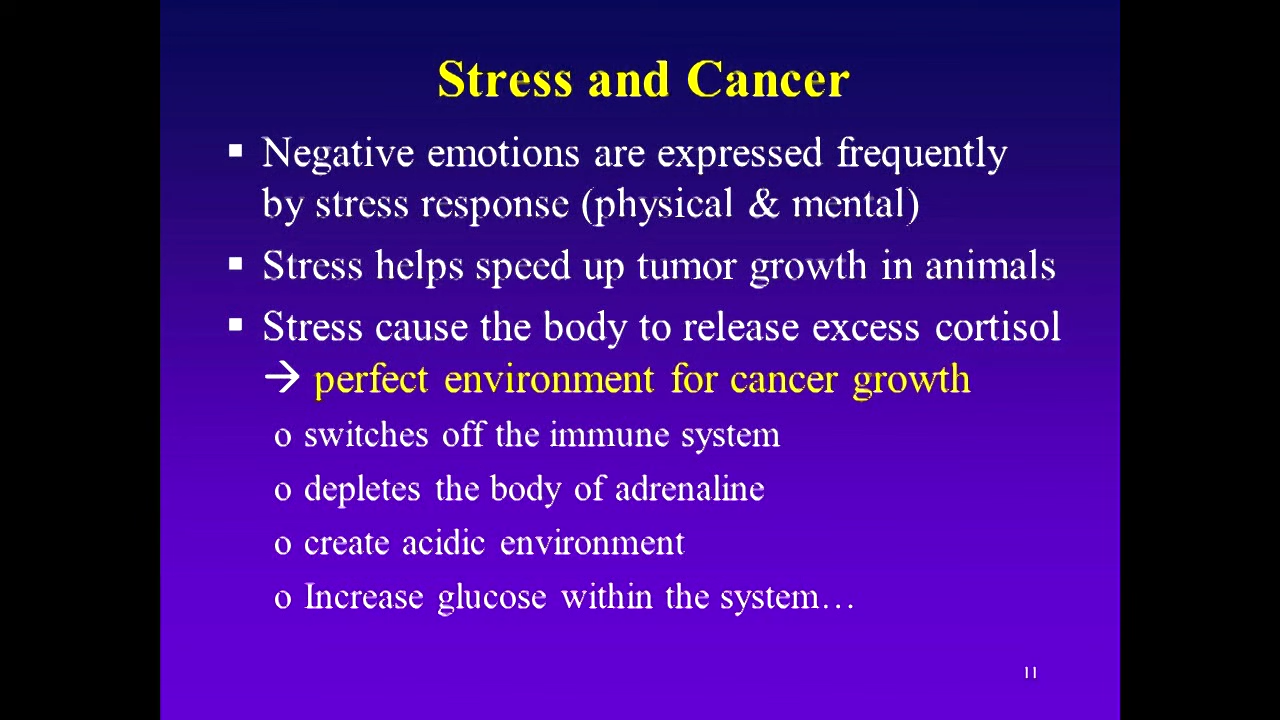 Stress and Cancer
▪ Negative emotions are expressed frequently
by stress response (physical & mental)
▪ Stress helps speed up tumor growth in animals
▪ Stress cause the body to release excess cortisol
→ perfect environment for cancer growth
o switches off the immune system
o depletes the body of adrenaline
o create acidic environment
o Increase glucose within the system…
11